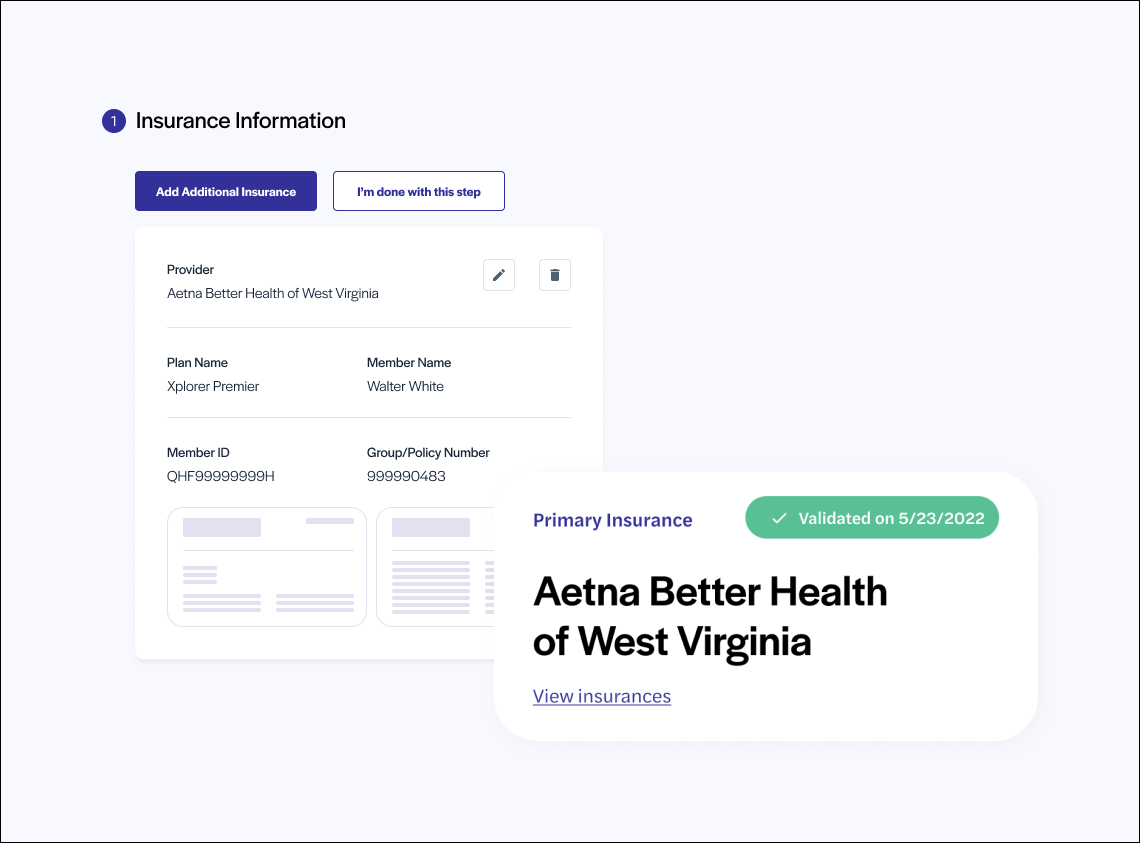 1 Insurance Information
Add Additional Insurance
I'm done with this step
Provider
Aetna Better Health of West Virginia
Plan Name
Xplorer Premier
Member Name
Walter White
Member ID
QHF99999999H
Group/Policy Number
999990483
Primary Insurance
Validated on 5/23/2022
Aetna Better Health
of West Virginia
View insurances